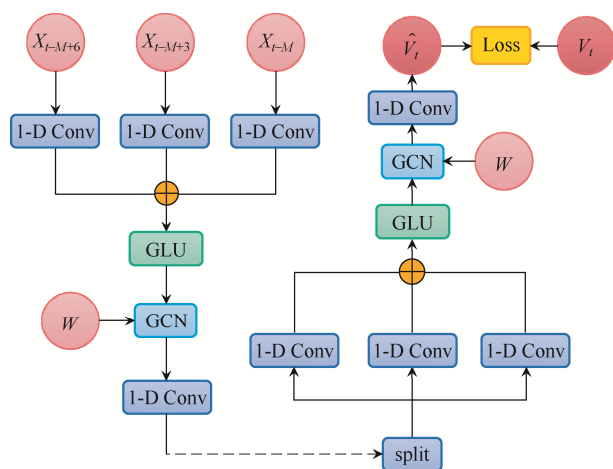 X_{t-M+6}
X_{t-M+3}
X_{t-M}
1-D Conv
1-D Conv
1-D Conv
GLU
W
GCN
1-D Conv
split
1-D Conv
1-D Conv
1-D Conv
GLU
GCN
W
1-D Conv
V̂_t
Loss
V_t